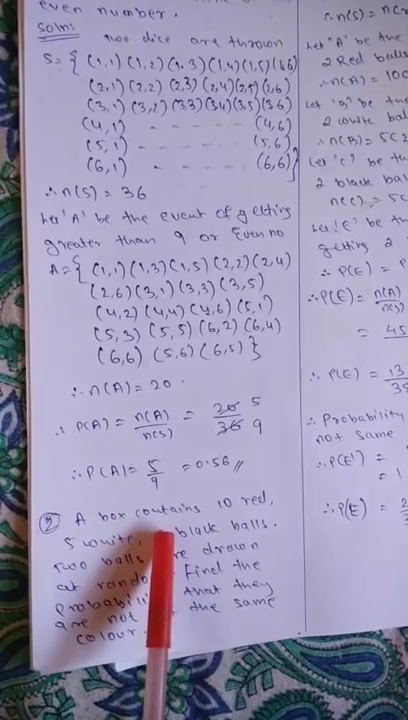 even number.
Soln:
two dice are thrown
S = { (1,1) (1,2) (1,3) (1,4) (1,5) (1,6)
(2,1) (2,2) (2,3) (2,4) (2,5) (2,6)
(3,1) (3,2) (3,3) (3,4) (3,5) (3,6)
(4,1) - - - - - - (4,6)
(5,1) - - - - - - (5,6)
(6,1) - - - - - (6,6) }
∴ n(S) = 36
Let 'A' be the event of getting
greater than 9 or Even no
A = { (1,1) (1,3) (1,5) (2,2) (2,4)
(2,6) (3,1) (3,3) (3,5)
(4,2) (4,4) (4,6) (5,1)
(5,3) (5,5) (6,2) (6,4)
(6,6) (5,6) (6,5) }
∴ n(A) = 20
∴ P(A) = n(A)/n(S) = 20/36 5/9
∴ P(A) = 5/9 = 0.56 //
② A box contains 10 red,
5 white, black balls.
Two balls are drawn
at random. Find the
that they
are not the same
colour.
∴ n(S) = n(
Let 'A' be the
2 Red balls
∴ n(A) = 10C
Let 'B' be the
2 white bal
∴ n(B) = 5C2
Let 'C' be th
2 black bal
n(C) = 5C
Let 'E' be th
getting 2
∴ P(E) = P
∴ P(E) = n(A)/n(S)
= 45
∴ P(E) = 13/35
∴ Probability
not same
∴ P(E') =
= 1
∴ P(E) = 2